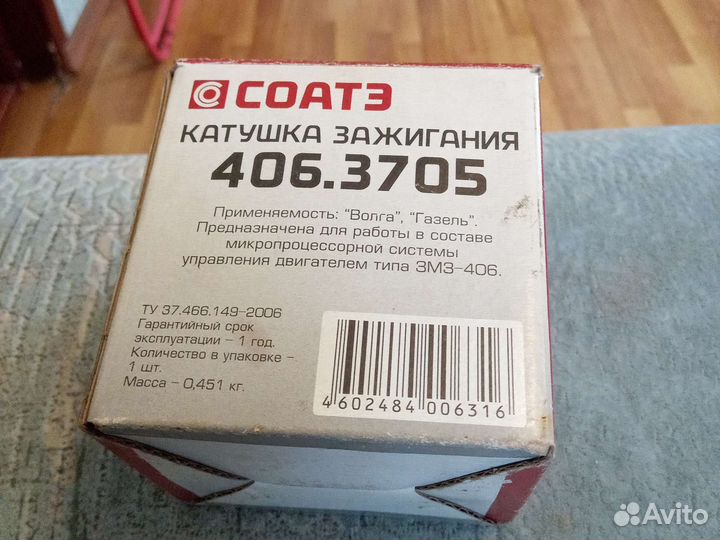 СОАТЭ
КАТУШКА ЗАЖИГАНИЯ
406.3705
Применяемость: "Волга", "Газель".
Предназначена для работы в составе
микропроцессорной системы
управления двигателем типа ЗМЗ-406.
ТУ 37.466.149-2006
Гарантийный срок
эксплуатации - 1 год.
Количество в упаковке -
1 шт.
Масса - 0,451 кг.
4 602484 006316
Avito